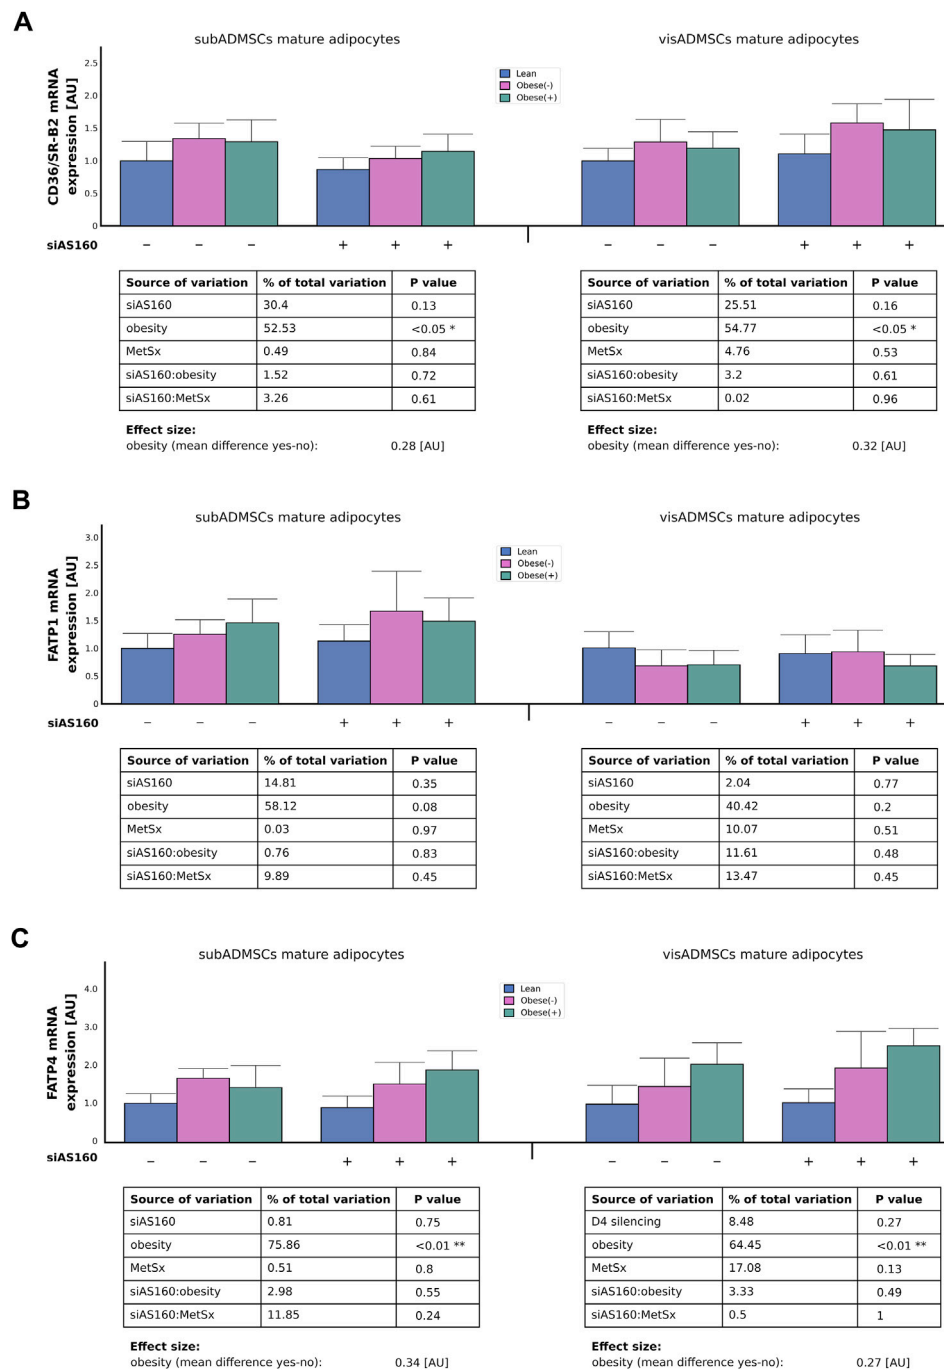 A
subADMSCs mature adipocytes
visADMSCs mature adipocytes
CD36/SR-B2 mRNA
expression [AU]
2.5
2.0
1.5
1.0
0.5
0
Lean
Obese(-)
Obese(+)
siAS160 − − − + + + − − − + + +
Source of variation % of total variation P value
siAS160 30.4 0.13
obesity 52.53 <0.05 *
MetSx 0.49 0.84
siAS160:obesity 1.52 0.72
siAS160:MetSx 3.26 0.61
Effect size:
obesity (mean difference yes-no): 0.28 [AU]
Source of variation % of total variation P value
siAS160 25.51 0.16
obesity 54.77 <0.05 *
MetSx 4.76 0.53
siAS160:obesity 3.2 0.61
siAS160:MetSx 0.02 0.96
Effect size:
obesity (mean difference yes-no): 0.32 [AU]
B
subADMSCs mature adipocytes
visADMSCs mature adipocytes
FATP1 mRNA
expression [AU]
3.0
2.5
2.0
1.5
1.0
0.5
0
Lean
Obese(-)
Obese(+)
siAS160 − − − + + + − − − + + +
Source of variation % of total variation P value
siAS160 14.81 0.35
obesity 58.12 0.08
MetSx 0.03 0.97
siAS160:obesity 0.76 0.83
siAS160:MetSx 9.89 0.45
Source of variation % of total variation P value
siAS160 2.04 0.77
obesity 40.42 0.2
MetSx 10.07 0.51
siAS160:obesity 11.61 0.48
siAS160:MetSx 13.47 0.45
C
subADMSCs mature adipocytes
visADMSCs mature adipocytes
FATP4 mRNA
expression [AU]
4.0
3.0
2.0
1.0
0
Lean
Obese(-)
Obese(+)
siAS160 − − − + + + − − − + + +
Source of variation % of total variation P value
siAS160 0.81 0.75
obesity 75.86 <0.01 **
MetSx 0.51 0.8
siAS160:obesity 2.98 0.55
siAS160:MetSx 11.85 0.24
Effect size:
obesity (mean difference yes-no): 0.34 [AU]
Source of variation % of total variation P value
D4 silencing 8.48 0.27
obesity 64.45 <0.01 **
MetSx 17.08 0.13
siAS160:obesity 3.33 0.49
siAS160:MetSx 0.5 1
Effect size:
obesity (mean difference yes-no): 0.27 [AU]